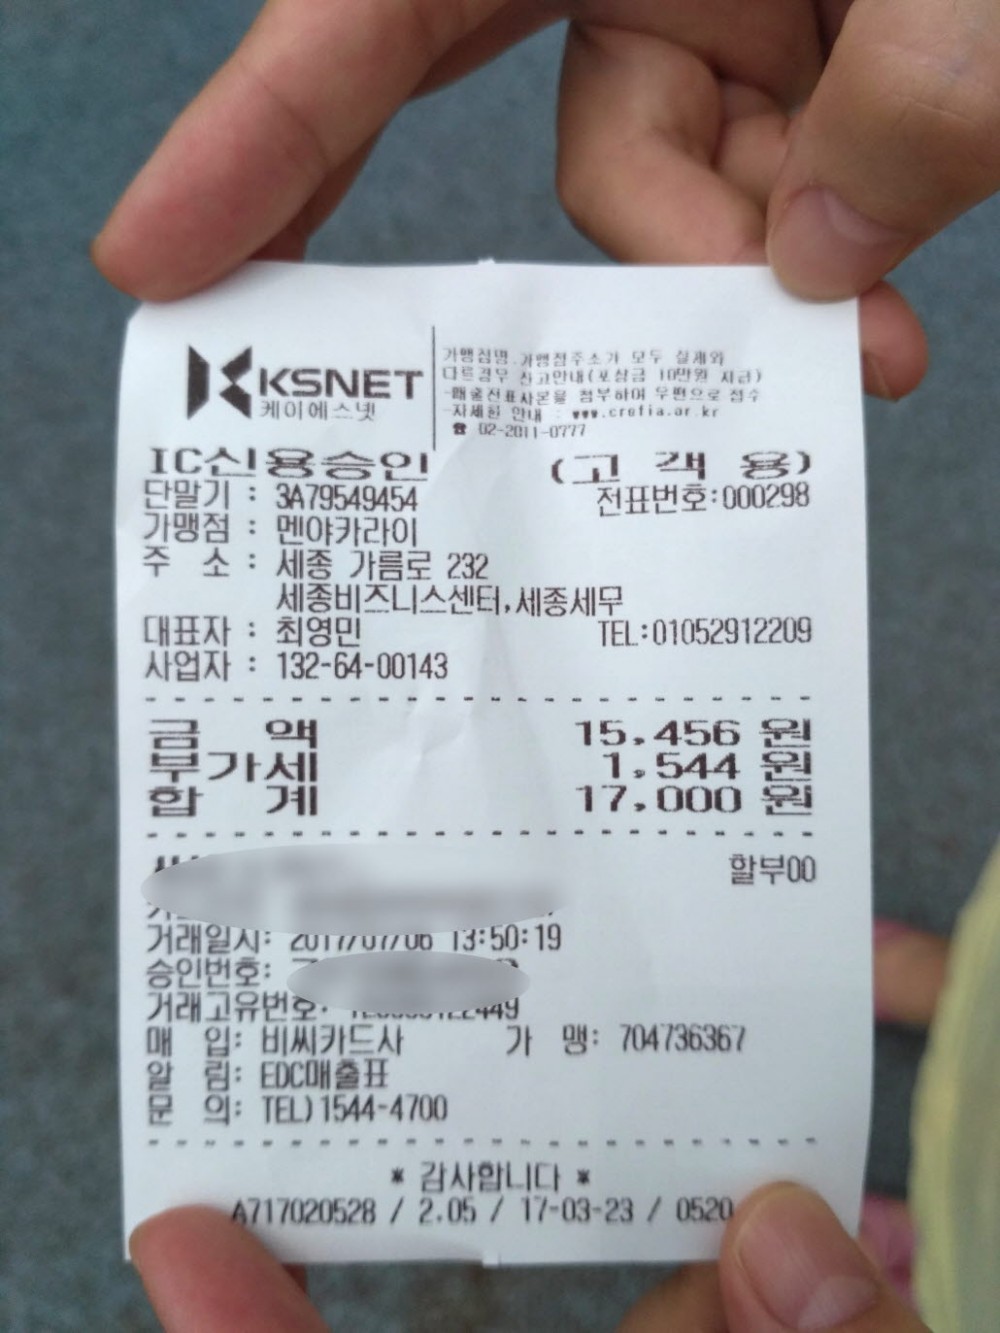 KSNET
케이에스넷
가맹점명.가맹점주소가 모두 실제와
다른경우 신고안내(포상금 10만원 지급)
-매출전표사본을 첨부하여 우편으로 접수
-자세한 안내 : www.crefia.or.kr
☎ 02-2011-0777
IC신용승인 (고 객 용)
단말기 : 3A79549454 전표번호:000298
가맹점 : 멘야카라이
주 소 : 세종 가름로 232
세종비즈니스센터,세종세무
대표자 : 최영민 TEL:01052912209
사업자 : 132-64-00143
금 액 15,456 원
부가세 1,544 원
합 계 17,000 원
할부00
거래일시: 2017/07/06 13:50:19
승인번호:
거래고유번호:
매 입: 비씨카드사 가 맹: 704736367
알 림: EDC매출표
문 의: TEL)1544-4700
* 감사합니다 *
A717020528 / 2.05 / 17-03-23 / 0520